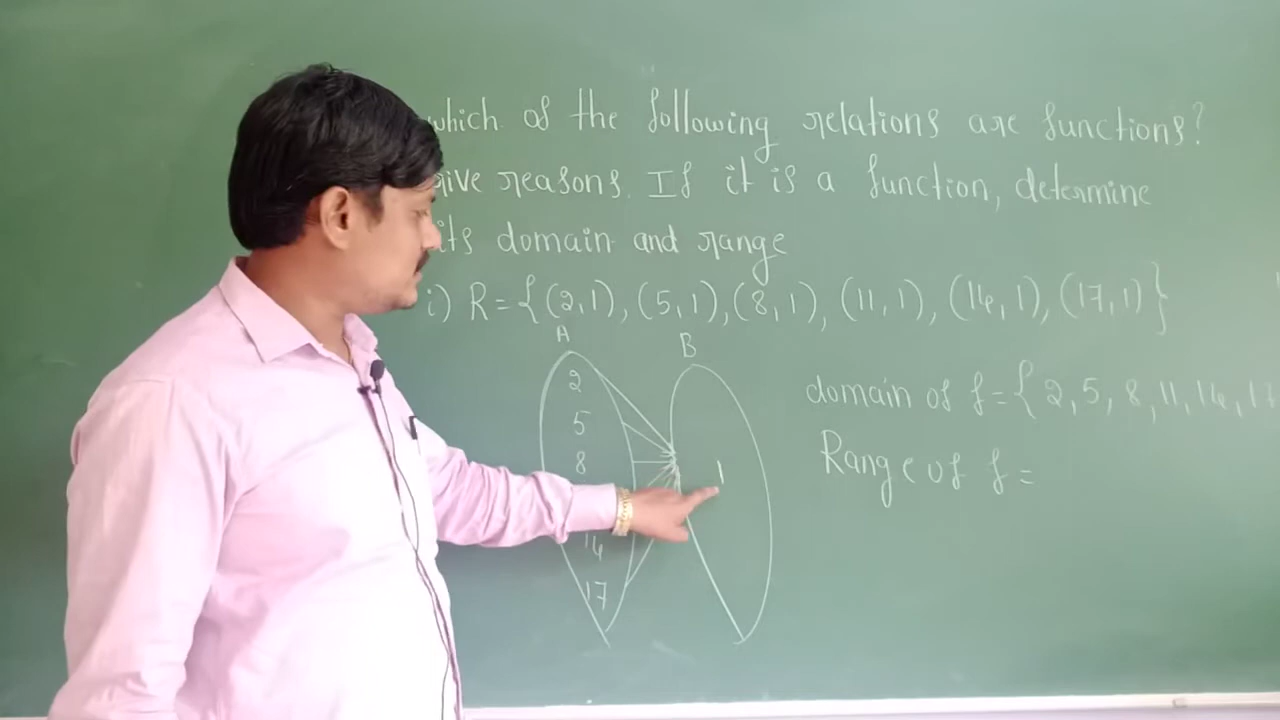 which of the following relations are functions?
reasons. If it is a function, determine
its domain and range
i) R = {(2,1), (5,1), (8,1), (11,1), (14,1), (17,1)}
A B
2
5
8
1
14
17
domain of f = {2, 5, 8, 11, 14, 17
Range of f =